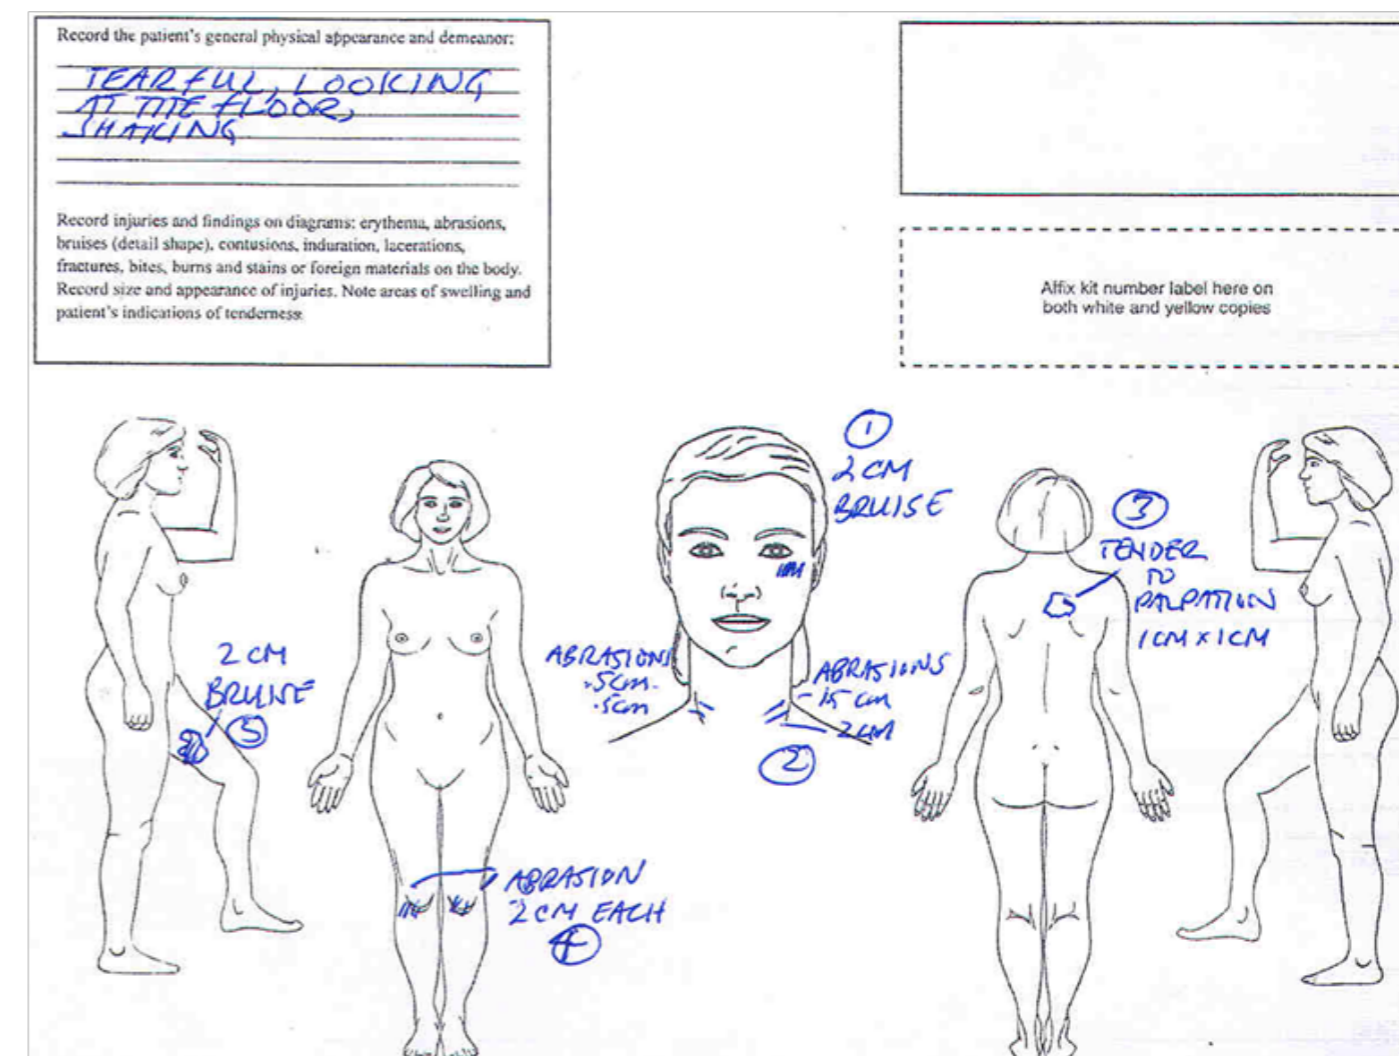 Record the patient's general physical appearance and demeanor:
TEARFUL, LOOKING
AT THE FLOOR,
SHAKING
Record injuries and findings on diagrams: erythema, abrasions,
bruises (detail shape), contusions, induration, lacerations,
fractures, bites, burns and stains or foreign materials on the body.
Record size and appearance of injuries. Note areas of swelling and
patient's indications of tenderness:
Affix kit number label here on
both white and yellow copies
1
2 CM
BRUISE
3
TENDER
TO
PALPATION
1CM x 1CM
ABRASIONS
.5cm
.5cm
ABRASIONS
cm
2 CM
2
2 CM
BRUISE
5
ABRASION
2 CM EACH
4